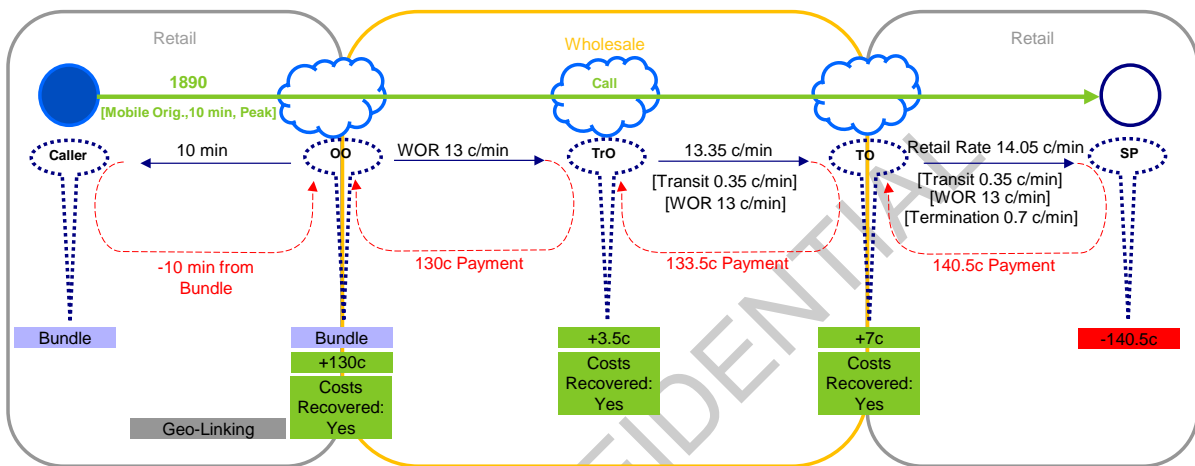 Retail
Wholesale
Retail
1890
Call
[Mobile Orig.,10 min, Peak]
Caller
10 min
OO
WOR 13 c/min
TrO
13.35 c/min
TO
Retail Rate 14.05 c/min
SP
[Transit 0.35 c/min]
[WOR 13 c/min]
[Transit 0.35 c/min]
[WOR 13 c/min]
[Termination 0.7 c/min]
-10 min from
Bundle
130c Payment
133.5c Payment
140.5c Payment
Bundle
Bundle
+130c
Costs
Recovered:
Yes
+3.5c
Costs
Recovered:
Yes
+7c
Costs
Recovered:
Yes
-140.5c
Geo-Linking
FIDENTIAL